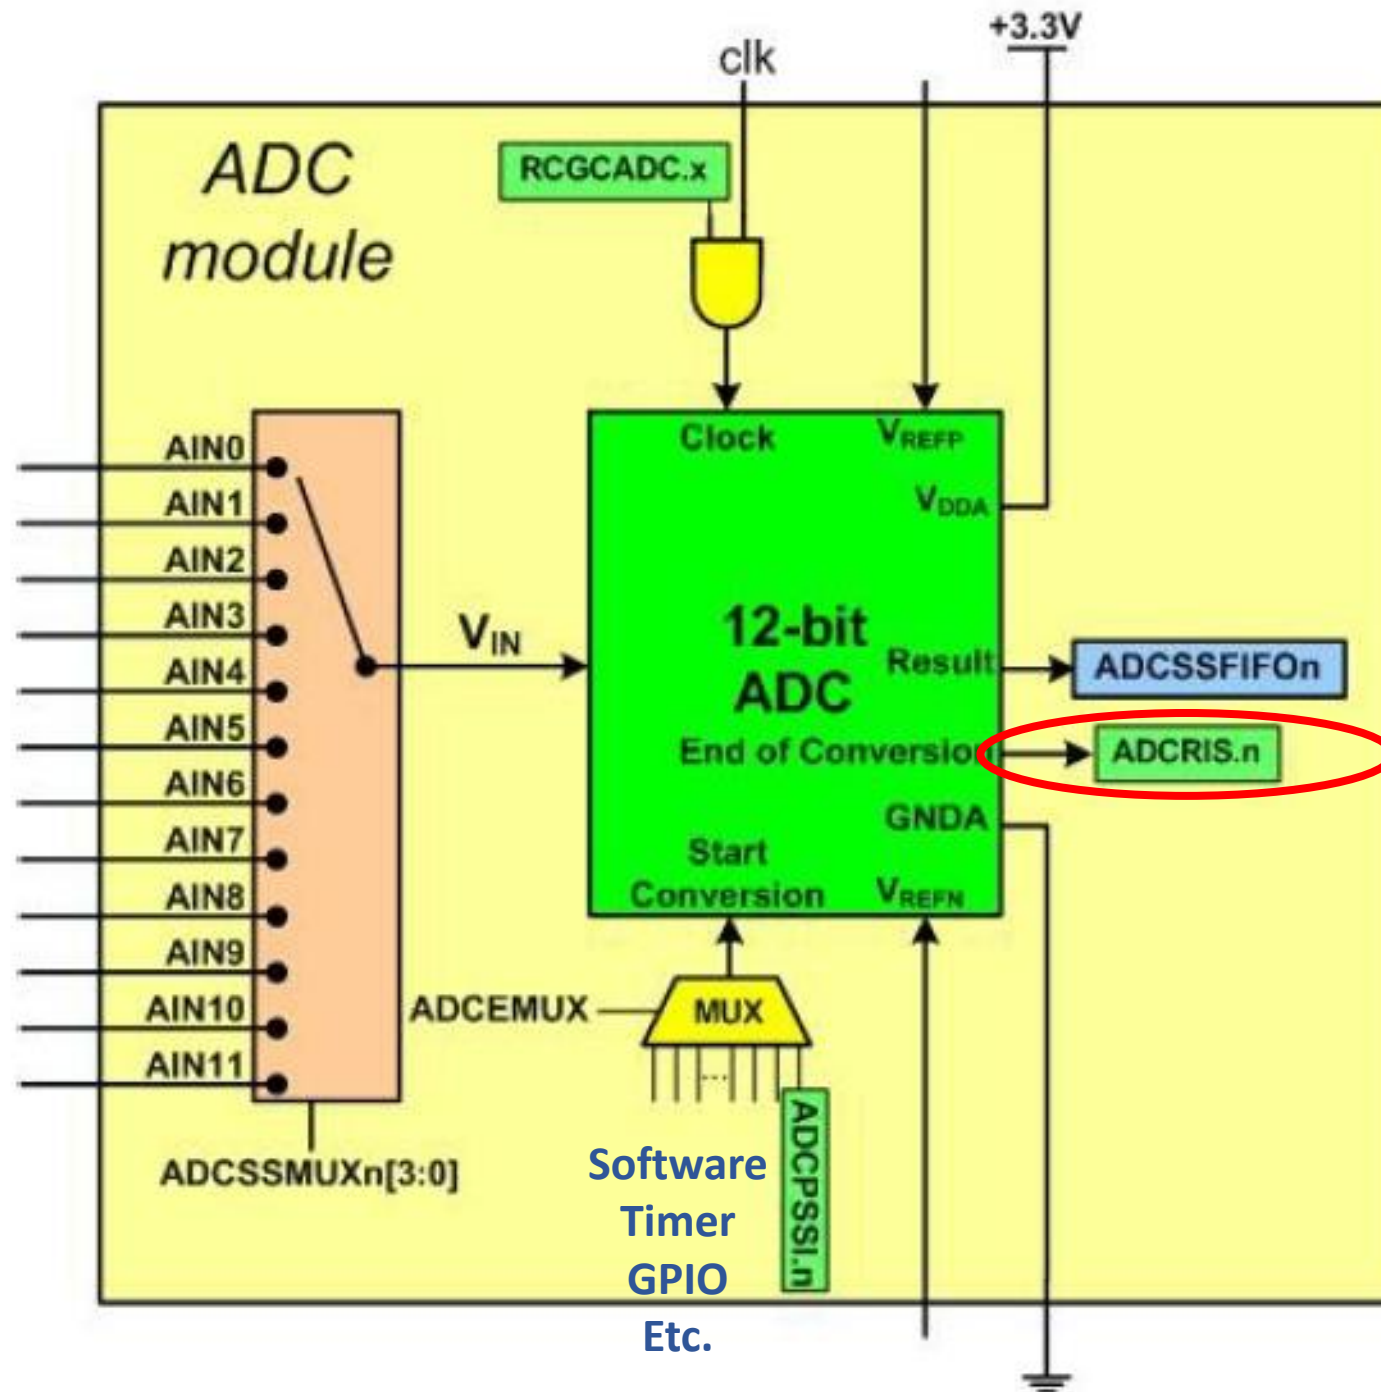 +3.3V
clk
ADC
module
RCGCADC.x
Clock
VREFP
VDDA
AIN0
AIN1
AIN2
AIN3
AIN4
AIN5
AIN6
AIN7
AIN8
AIN9
AIN10
AIN11
VIN
12-bit
ADC
Result
ADCSSFIFOn
End of Conversion
ADCRIS.n
GNDA
Start
Conversion
VREFN
ADCEMUX
MUX
...
ADCPSSI.n
ADCSSMUXn[3:0]
Software
Timer
GPIO
Etc.